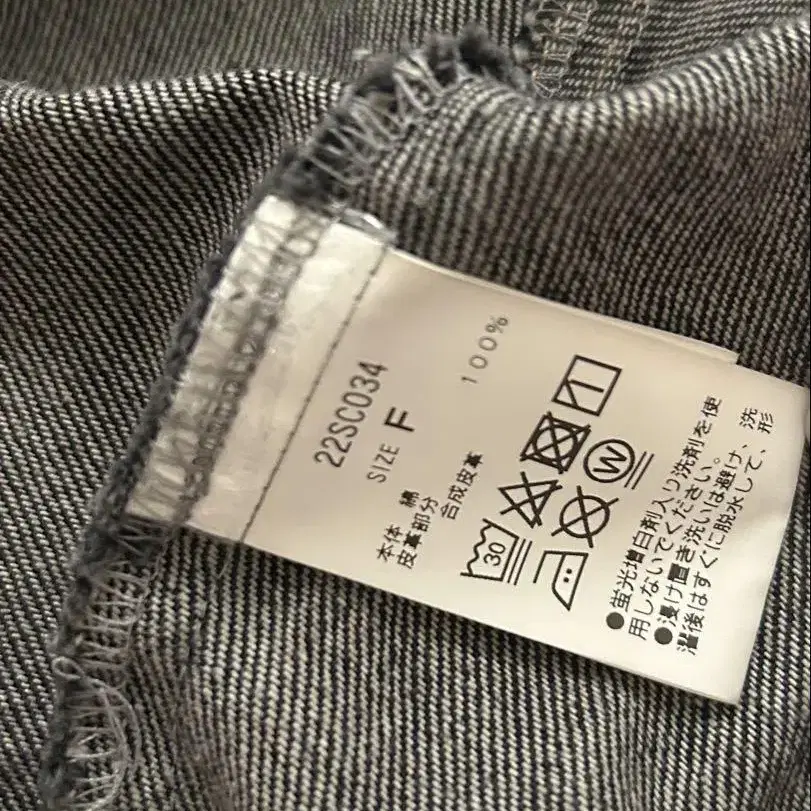 22SC034
SIZE F
本体 綿 100%
皮革部分
合成皮革
30
W
●蛍光増白剤入り洗剤を使
用しないでください。
●浸け置き洗いは避け、洗
濯後はすぐに脱水して、形